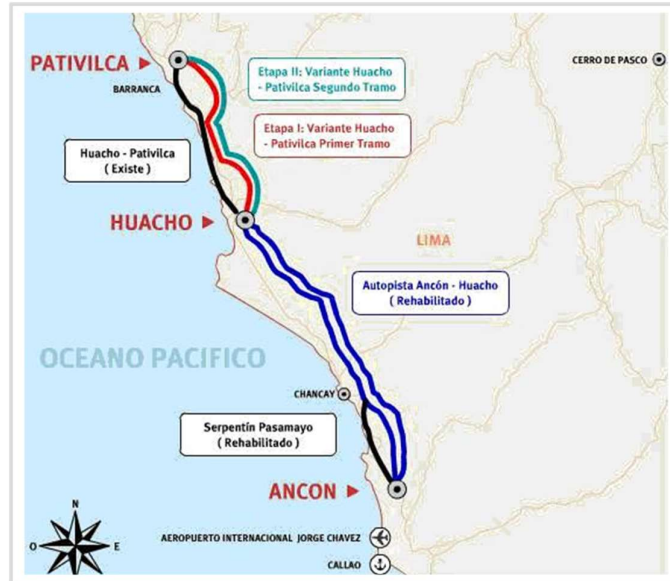 PATIVILCA
CERRO DE PASCO
BARRANCA
Etapa II: Variante Huacho
- Pativilca Segundo Tramo
Etapa I: Variante Huacho
- Pativilca Primer Tramo
Huacho - Pativilca
( Existe )
HUACHO
LIMA
Autopista Ancón - Huacho
( Rehabilitado )
OCEANO PACIFICO
CHANCAY
Serpentín Pasamayo
( Rehabilitado )
ANCON
N
O
E
S
AEROPUERTO INTERNACIONAL JORGE CHAVEZ
CALLAO